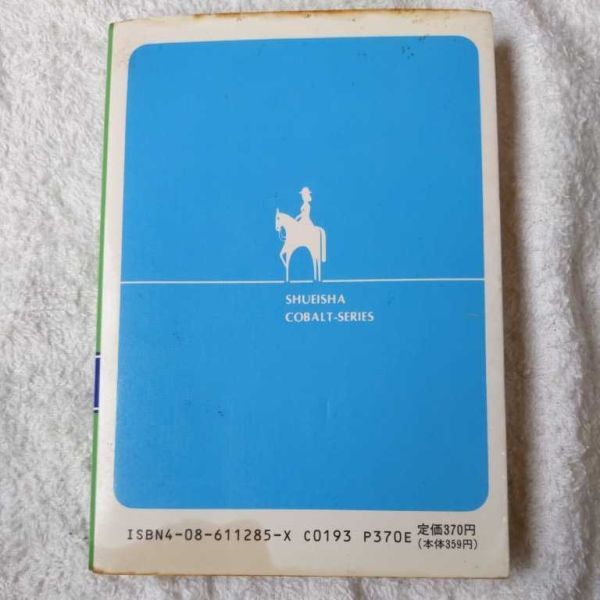 SHUEISHA
COBALT-SERIES
ISBN4-08-611285-X C0193 P370E 定価370円
(本体359円)